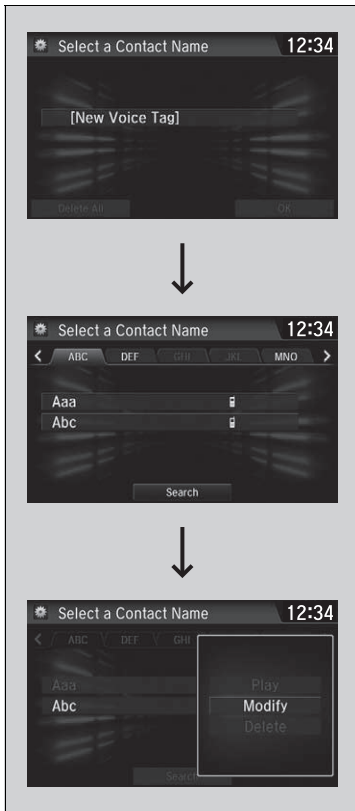 Select a Contact Name 12:34
[New Voice Tag]
Delete All OK
Select a Contact Name 12:34
ABC DEF GHI JKL MNO
Aaa
Abc
Search
Select a Contact Name 12:34
ABC DEF GHI
Aaa Play
Abc Modify
Delete
Search